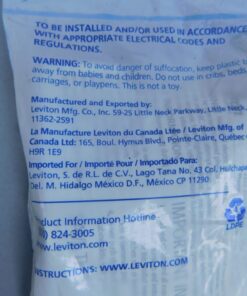 TO BE INSTALLED AND/OR USED IN ACCORDANCE
WITH APPROPRIATE ELECTRICAL CODES AND
REGULATIONS.
WARNING: To avoid danger of suffocation, keep plastic
away from babies and children. Do not use in cribs, beds
carriages, or playpens. This is not a toy.
Manufactured and Exported by:
Leviton Mfg. Co., Inc. 59-25 Little Neck Parkway, Little Neck,
11362-2591
La Manufacture Leviton du Canada Ltée / Leviton Mfg. of
Canada Ltd; 165, Boul. Hymus Blvd., Pointe-Claire, Québec
H9R 1E9
Imported For / Importé Pour / Importado Para:
Leviton, S. de R.L. de C.V., Lago Tana No. 43 Col. Huichapan
Del. M. Hidalgo México D.F., México CP 11290
oduct Information Hotline
) 824-3005
www.leviton.com
INSTRUCTIONS: WWW.LEVITON.
LDPE